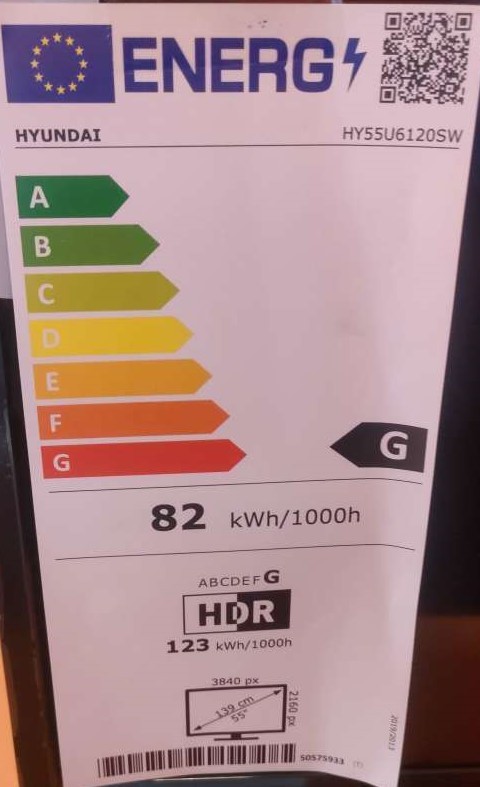 ENERG
HYUNDAI HY55U6120SW
A
B
C
D
E
F
G
G
82 kWh/1000h
ABCDEFG
HDR
123 kWh/1000h
3840 px
139 cm
55"
2160 px
2019/2013
50575933 (T)